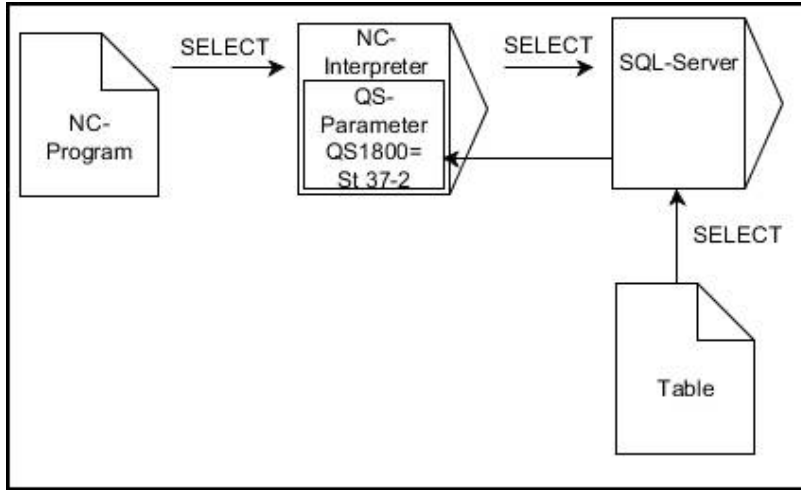 NC-
Program
SELECT
NC-
Interpreter
QS-
Parameter
QS1800=
St 37-2
SELECT
SQL-Server
SELECT
Table